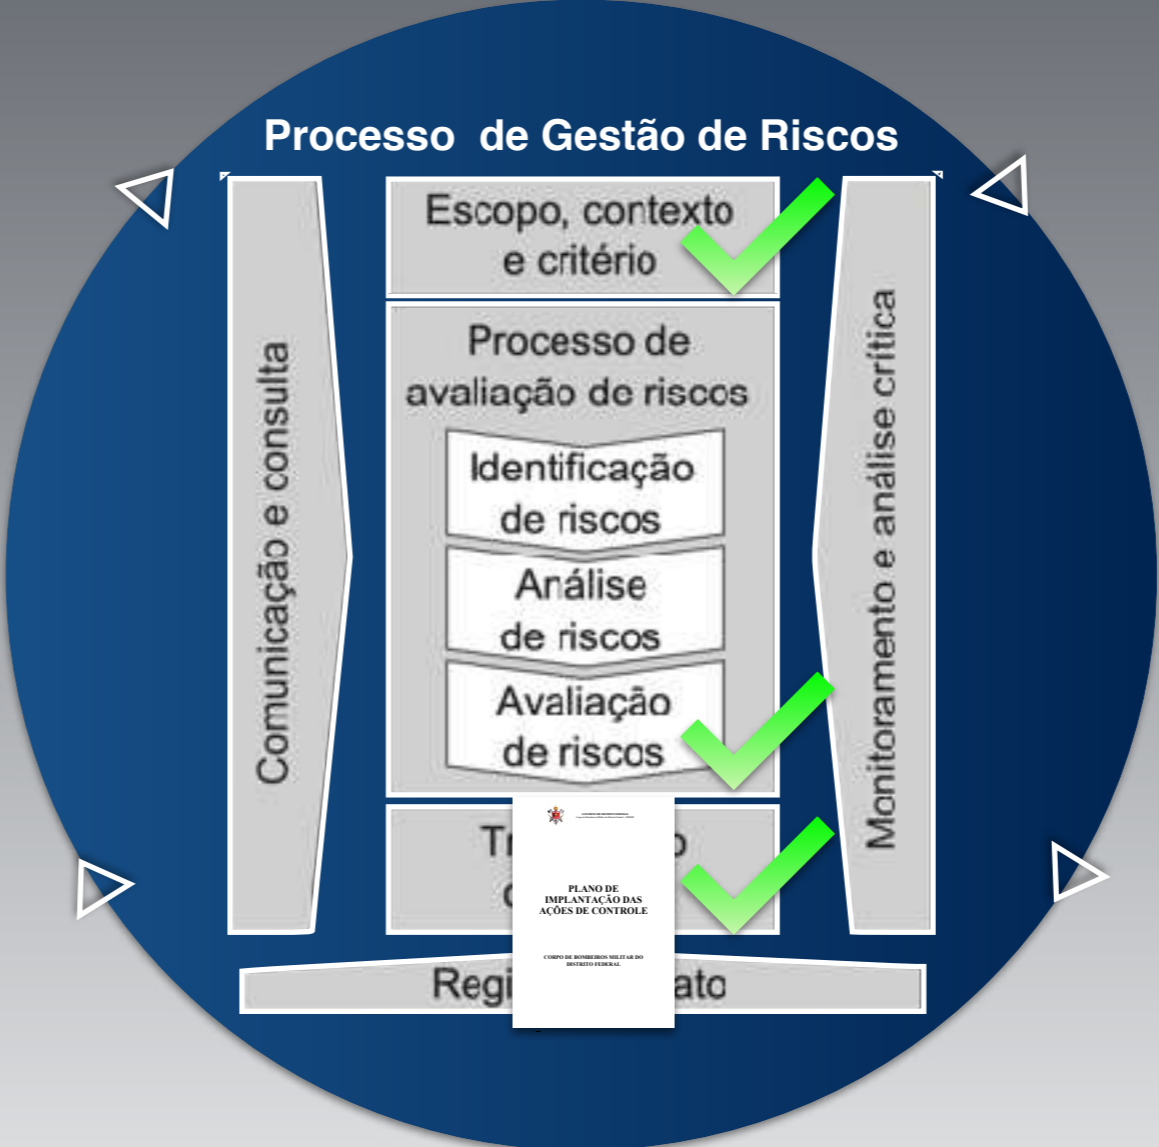 Processo de Gestão de Riscos
Escopo, contexto
e critério
Processo de
avaliação de riscos
Identificação
de riscos
Análise
de riscos
Avaliação
de riscos
Comunicação e consulta
Monitoramento e análise crítica
PLANO DE
IMPLANTAÇÃO DAS
AÇÕES DE CONTROLE
CORPO DE BOMBEIROS MILITAR DO
DISTRITO FEDERAL